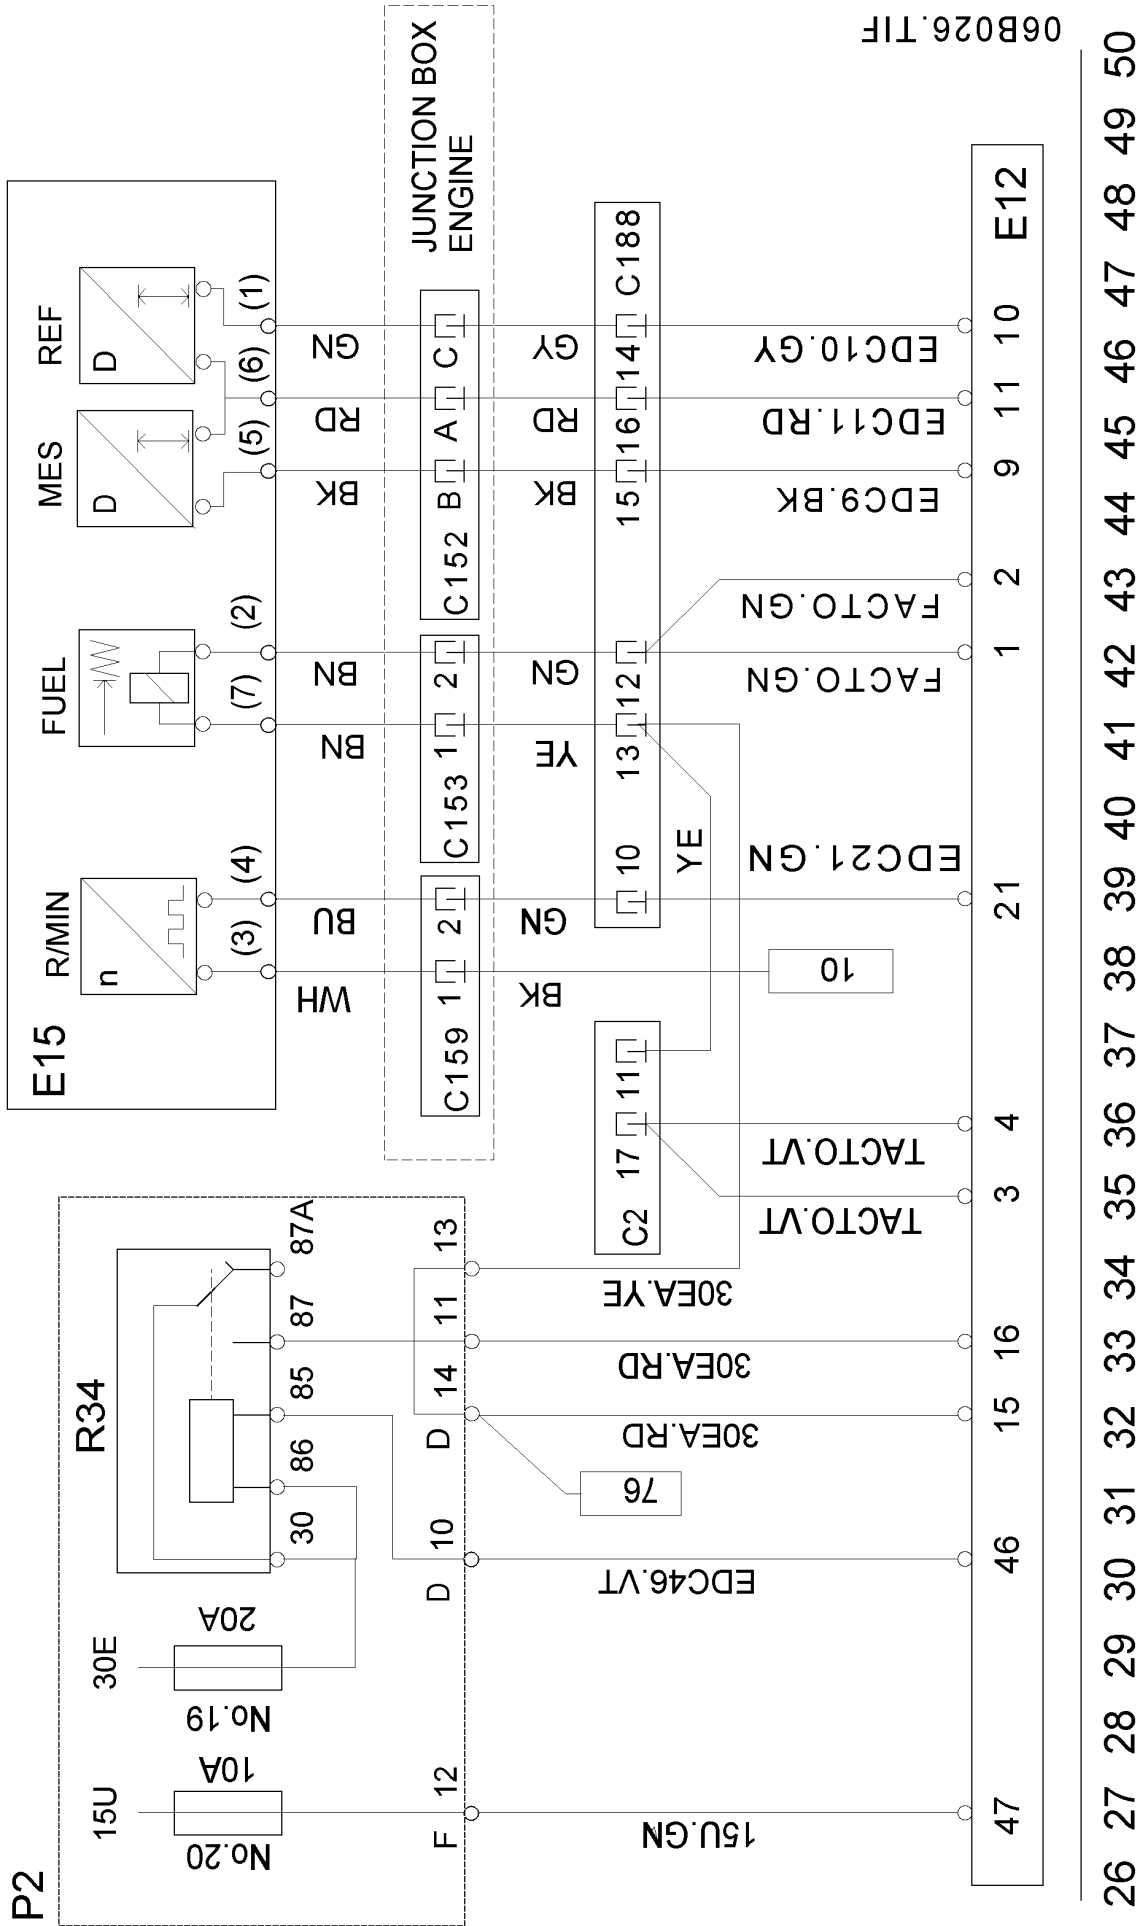 P2
15U
No.20
10A
30E
No.19
20A
R34
30
86
85
87
87A
F
12
D
10
D
14
11
13
E15
R/MIN
FUEL
MES
REF
n
D
D
(3)
(4)
(7)
(2)
(5)
(6)
(1)
WH
BU
BN
BN
BK
RD
GN
JUNCTION BOX
ENGINE
C159
1
2
C153
1
2
C152
B
A
C
BK
GN
YE
GN
BK
RD
GY
C2
17
11
10
13
12
15
16
14
C188
YE
10
76
15U.GN
EDC46.VT
30EA.RD
30EA.RD
30EA.YE
TACTO.VT
TACTO.VT
EDC21.GN
FACTO.GN
FACTO.GN
EDC9.BK
EDC11.RD
EDC10.GY
47
46
15
16
3
4
21
1
2
9
11
10
E12
26 27 28 29 30 31 32 33 34 35 36 37 38 39 40 41 42 43 44 45 46 47 48 49 50
06B026.TIF